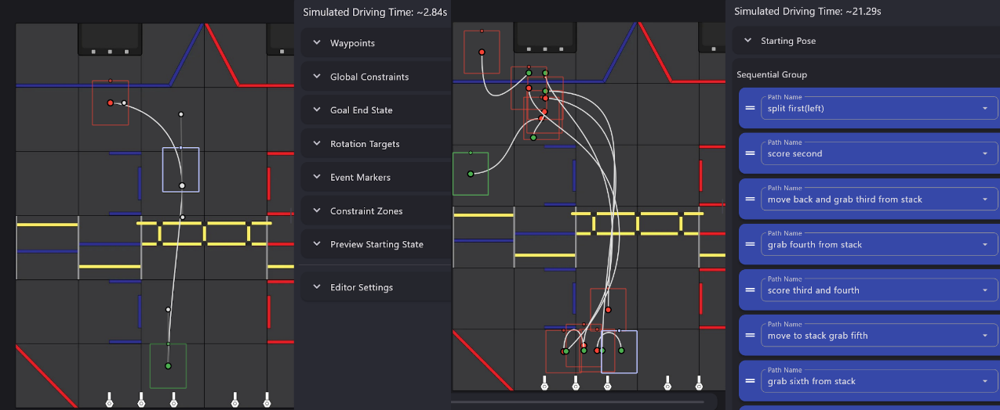 Simulated Driving Time: ~2.84s
Waypoints
Global Constraints
Goal End State
Rotation Targets
Event Markers
Constraint Zones
Preview Starting State
Editor Settings
Simulated Driving Time: ~21.29s
Starting Pose
Sequential Group
Path Name
split first(left)
Path Name
score second
Path Name
move back and grab third from stack
Path Name
grab fourth from stack
Path Name
score third and fourth
Path Name
move to stack grab fifth
Path Name
grab sixth from stack